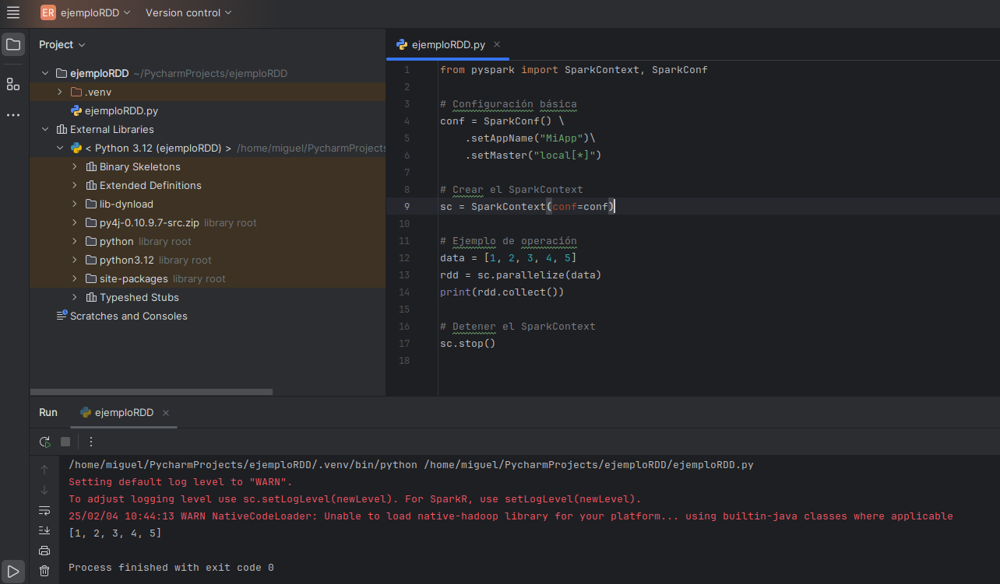 ER ejemploRDD Version control
Project
ejemploRDD ~/PycharmProjects/ejemploRDD
.venv
ejemploRDD.py
External Libraries
< Python 3.12 (ejemploRDD) > /home/miguel/PycharmProjects
Binary Skeletons
Extended Definitions
lib-dynload
py4j-0.10.9.7-src.zip library root
python library root
python3.12 library root
site-packages library root
Typeshed Stubs
Scratches and Consoles
ejemploRDD.py
1 from pyspark import SparkContext, SparkConf
2
3 # Configuración básica
4 conf = SparkConf() \
5 .setAppName("MiApp")\
6 .setMaster("local[*]")
7
8 # Crear el SparkContext
9 sc = SparkContext(conf=conf)
10
11 # Ejemplo de operación
12 data = [1, 2, 3, 4, 5]
13 rdd = sc.parallelize(data)
14 print(rdd.collect())
15
16 # Detener el SparkContext
17 sc.stop()
18
Run ejemploRDD
/home/miguel/PycharmProjects/ejemploRDD/.venv/bin/python /home/miguel/PycharmProjects/ejemploRDD/ejemploRDD.py
Setting default log level to "WARN".
To adjust logging level use sc.setLogLevel(newLevel). For SparkR, use setLogLevel(newLevel).
25/02/04 10:44:13 WARN NativeCodeLoader: Unable to load native-hadoop library for your platform... using builtin-java classes where applicable
[1, 2, 3, 4, 5]
Process finished with exit code 0